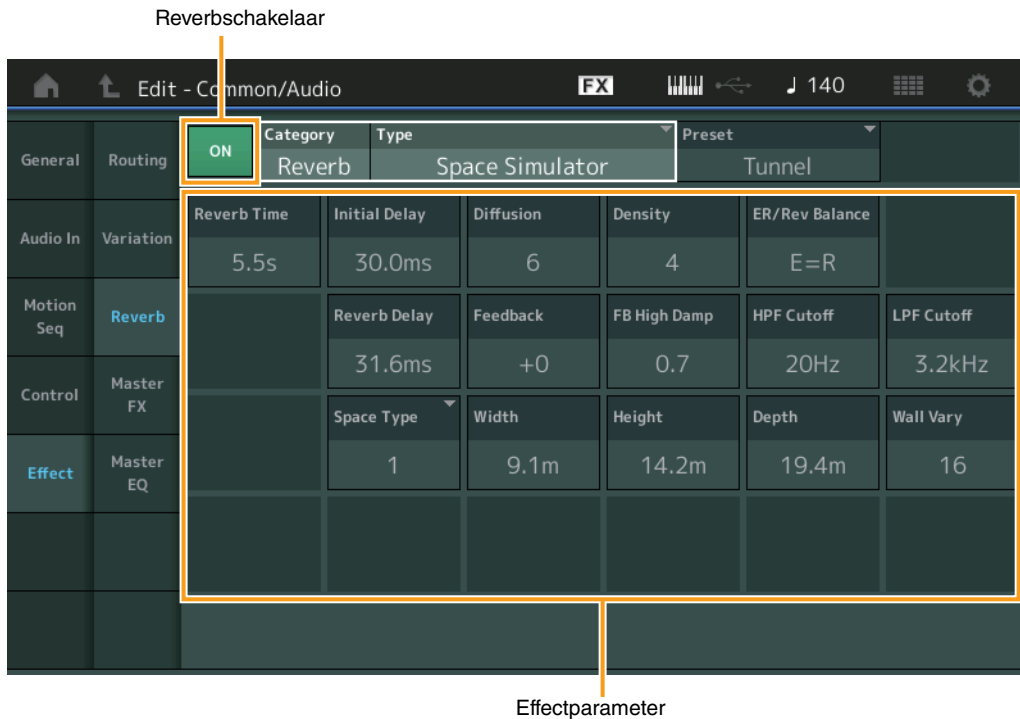 Reverbschakelaar
Edit - Common/Audio
FX
♩ 140
General
Routing
ON
Category
Reverb
Type
Space Simulator
Preset
Tunnel
Audio In
Variation
Motion
Seq
Reverb
Control
Master
FX
Effect
Master
EQ
Reverb Time
5.5s
Initial Delay
30.0ms
Diffusion
6
Density
4
ER/Rev Balance
E=R
Reverb Delay
31.6ms
Feedback
+0
FB High Damp
0.7
HPF Cutoff
20Hz
LPF Cutoff
3.2kHz
Space Type
1
Width
9.1m
Height
14.2m
Depth
19.4m
Wall Vary
16
Effectparameter